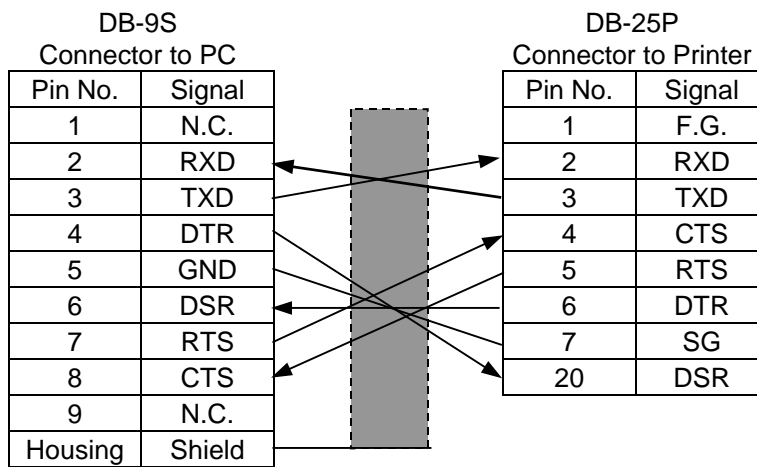 DB-9S
Connector to PC
Pin No. Signal
1 N.C.
2 RXD
3 TXD
4 DTR
5 GND
6 DSR
7 RTS
8 CTS
9 N.C.
Housing Shield
DB-25P
Connector to Printer
Pin No. Signal
1 F.G.
2 RXD
3 TXD
4 CTS
5 RTS
6 DTR
7 SG
20 DSR